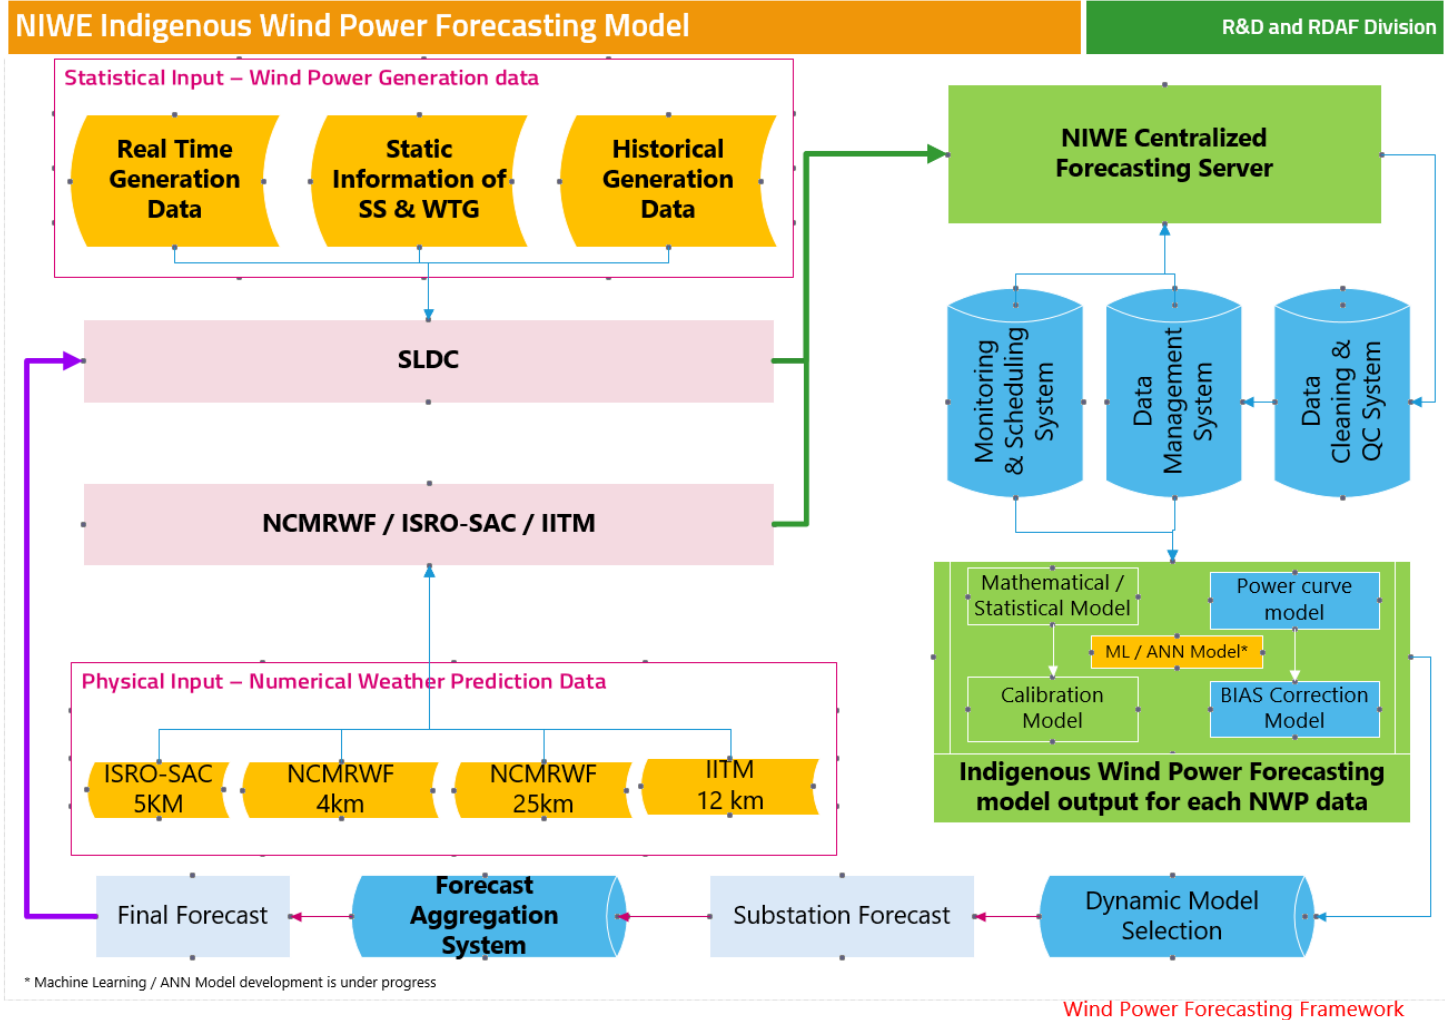 NIWE Indigenous Wind Power Forecasting Model
R&D and RDAF Division
Statistical Input – Wind Power Generation data
Real Time
Generation
Data
Static
Information of
SS & WTG
Historical
Generation
Data
SLDC
NCMRWF / ISRO-SAC / IITM
Physical Input – Numerical Weather Prediction Data
ISRO-SAC
5KM
NCMRWF
4km
NCMRWF
25km
IITM
12 km
NIWE Centralized
Forecasting Server
Monitoring
& Scheduling
System
Data
Management
System
Data
Cleaning &
QC System
Mathematical /
Statistical Model
Power curve
model
ML / ANN Model*
Calibration
Model
BIAS Correction
Model
Indigenous Wind Power Forecasting
model output for each NWP data
Final Forecast
Forecast
Aggregation
System
Substation Forecast
Dynamic Model
Selection
* Machine Learning / ANN Model development is under progress
Wind Power Forecasting Framework